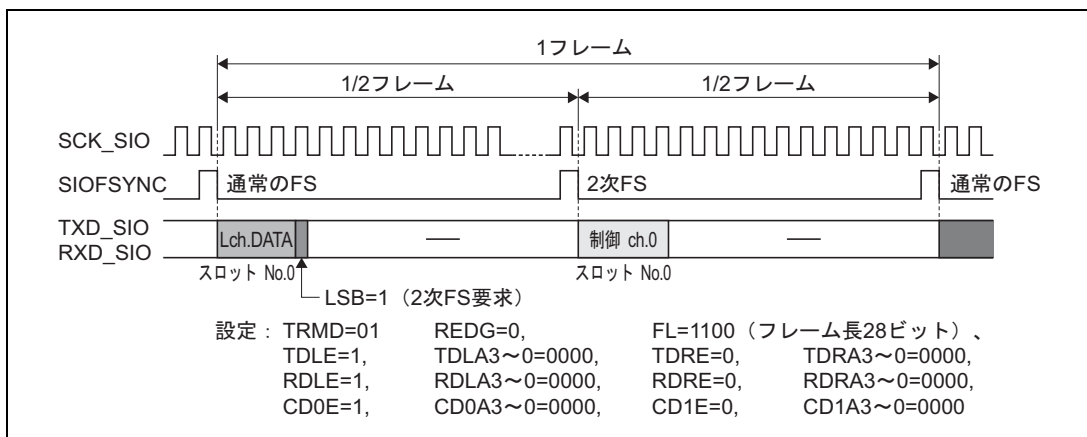 1フレーム
1/2フレーム 1/2フレーム
SCK_SIO
SIOFSYNC 通常のFS 2次FS 通常のFS
TXD_SIO
RXD_SIO
Lch.DATA ― 制御 ch.0 ―
スロット No.0 スロット No.0
LSB=1（2次FS要求）
設定： TRMD=01 REDG=0, FL=1100（フレーム長28ビット）、
TDLE=1, TDLA3～0=0000, TDRE=0, TDRA3～0=0000,
RDLE=1, RDLA3～0=0000, RDRE=0, RDRA3～0=0000,
CD0E=1, CD0A3～0=0000, CD1E=0, CD1A3～0=0000